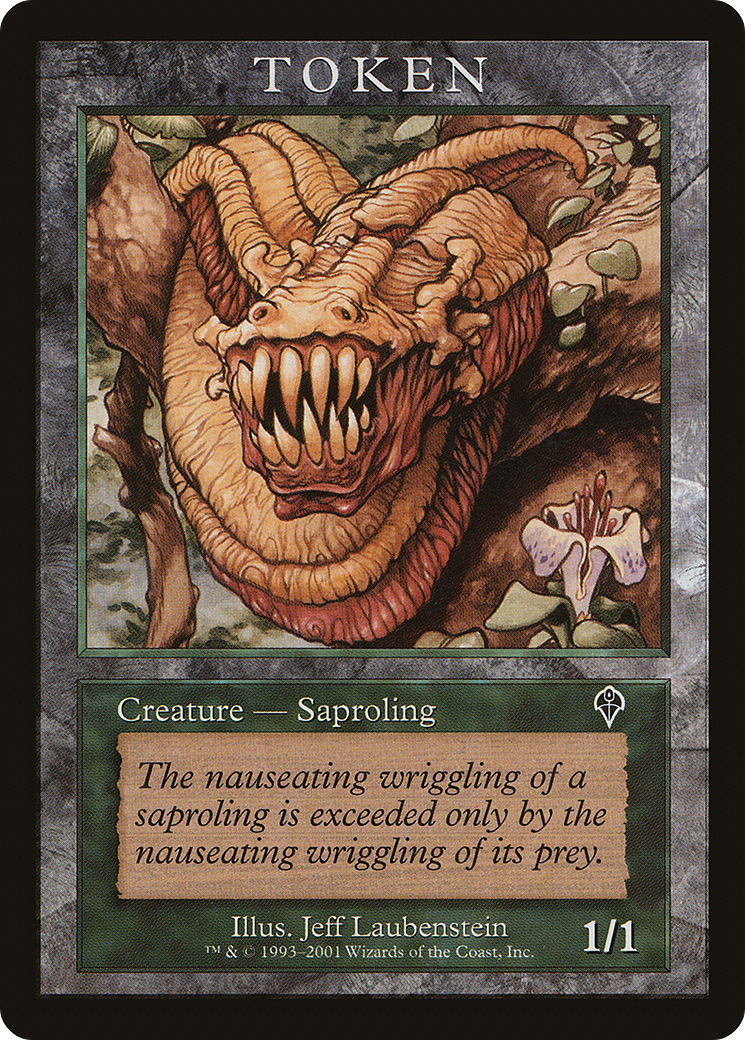 TOKEN
Creature — Saproling
The nauseating wriggling of a
saproling is exceeded only by the
nauseating wriggling of its prey.
Illus. Jeff Laubenstein
™ & © 1993–2001 Wizards of the Coast, Inc.
1/1